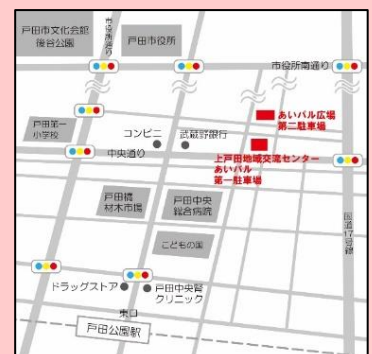 戸田市文化会館
後谷公園
市役所通り
戸田市役所
市役所南通り
あいパル広場
第二駐車場
戸田第一
小学校
コンビニ
武蔵野銀行
中央通り
上戸田地域交流センター
あいパル
第一駐車場
戸田橋
材木市場
戸田中央
総合病院
こどもの国
国道17号線
ドラッグストア
戸田中央腎
クリニック
東口
戸田公園駅